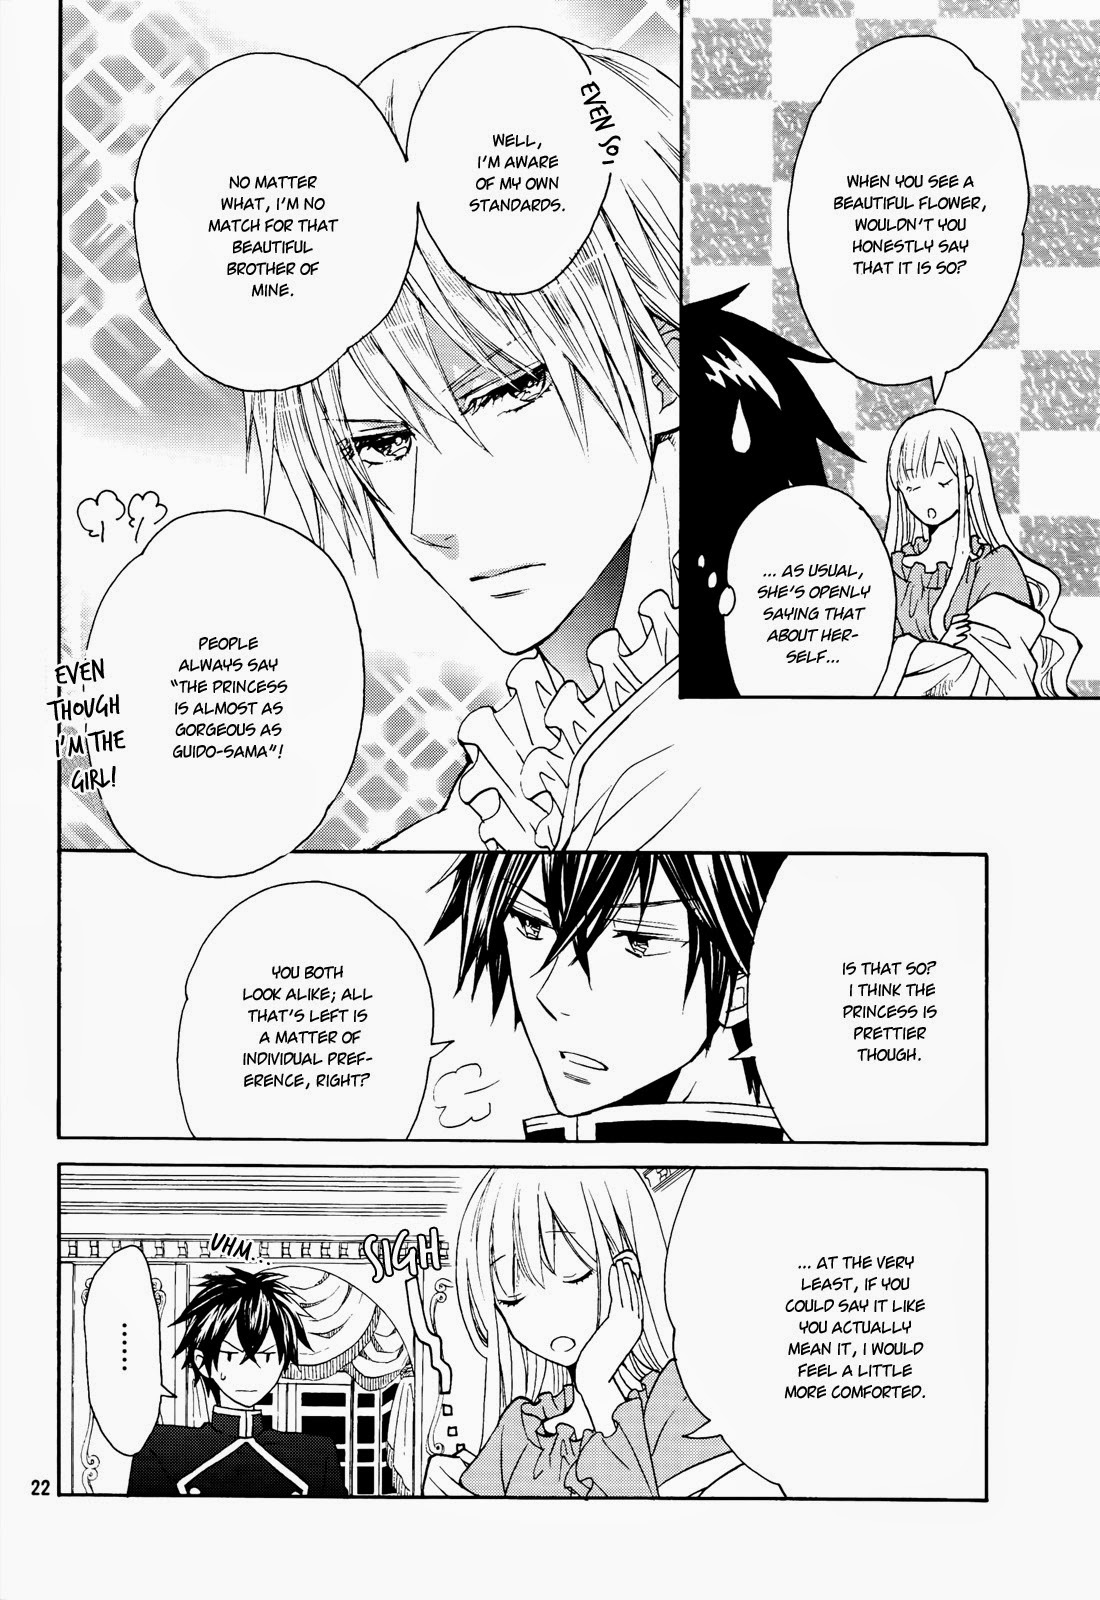 WHEN YOU SEE A
BEAUTIFUL FLOWER,
WOULDN'T YOU
HONESTLY SAY
THAT IT IS SO?
... AS USUAL,
SHE'S OPENLY
SAYING THAT
ABOUT HER-
SELF...
WELL,
I'M AWARE
OF MY OWN
STANDARDS.
EVEN SO,
NO MATTER
WHAT, I'M NO
MATCH FOR THAT
BEAUTIFUL
BROTHER OF
MINE.
PEOPLE
ALWAYS SAY
"THE PRINCESS
IS ALMOST AS
GORGEOUS AS
GUIDO-SAMA"!
EVEN
THOUGH
I'M THE
GIRL!
IS THAT SO?
I THINK THE
PRINCESS IS
PRETTIER
THOUGH.
YOU BOTH
LOOK ALIKE; ALL
THAT'S LEFT IS
A MATTER OF
INDIVIDUAL PREF-
ERENCE, RIGHT?
... AT THE VERY
LEAST, IF YOU
COULD SAY IT LIKE
YOU ACTUALLY
MEAN IT, I WOULD
FEEL A LITTLE
MORE COMFORTED.
SIGH
UHM...
......
22